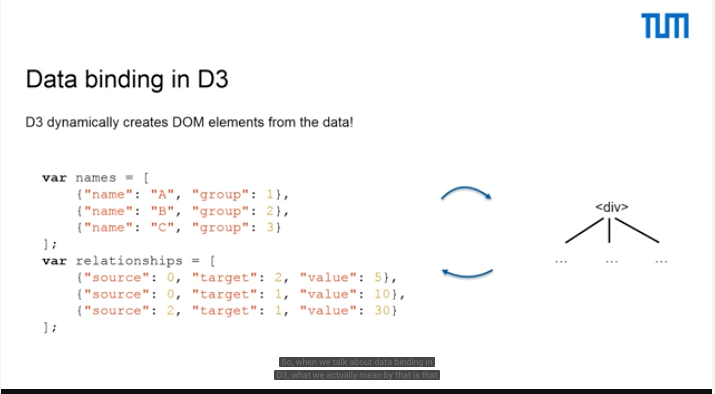 TUM
Data binding in D3
D3 dynamically creates DOM elements from the data!
var names = [
{"name": "A", "group": 1},
{"name": "B", "group": 2},
{"name": "C", "group": 3}
];
var relationships = [
{"source": 0, "target": 2, "value": 5},
{"source": 0, "target": 1, "value": 10},
{"source": 2, "target": 1, "value": 30}
];
<div>
... ... ...
So, when we talk about data binding in
D3, what we actually mean by that is that